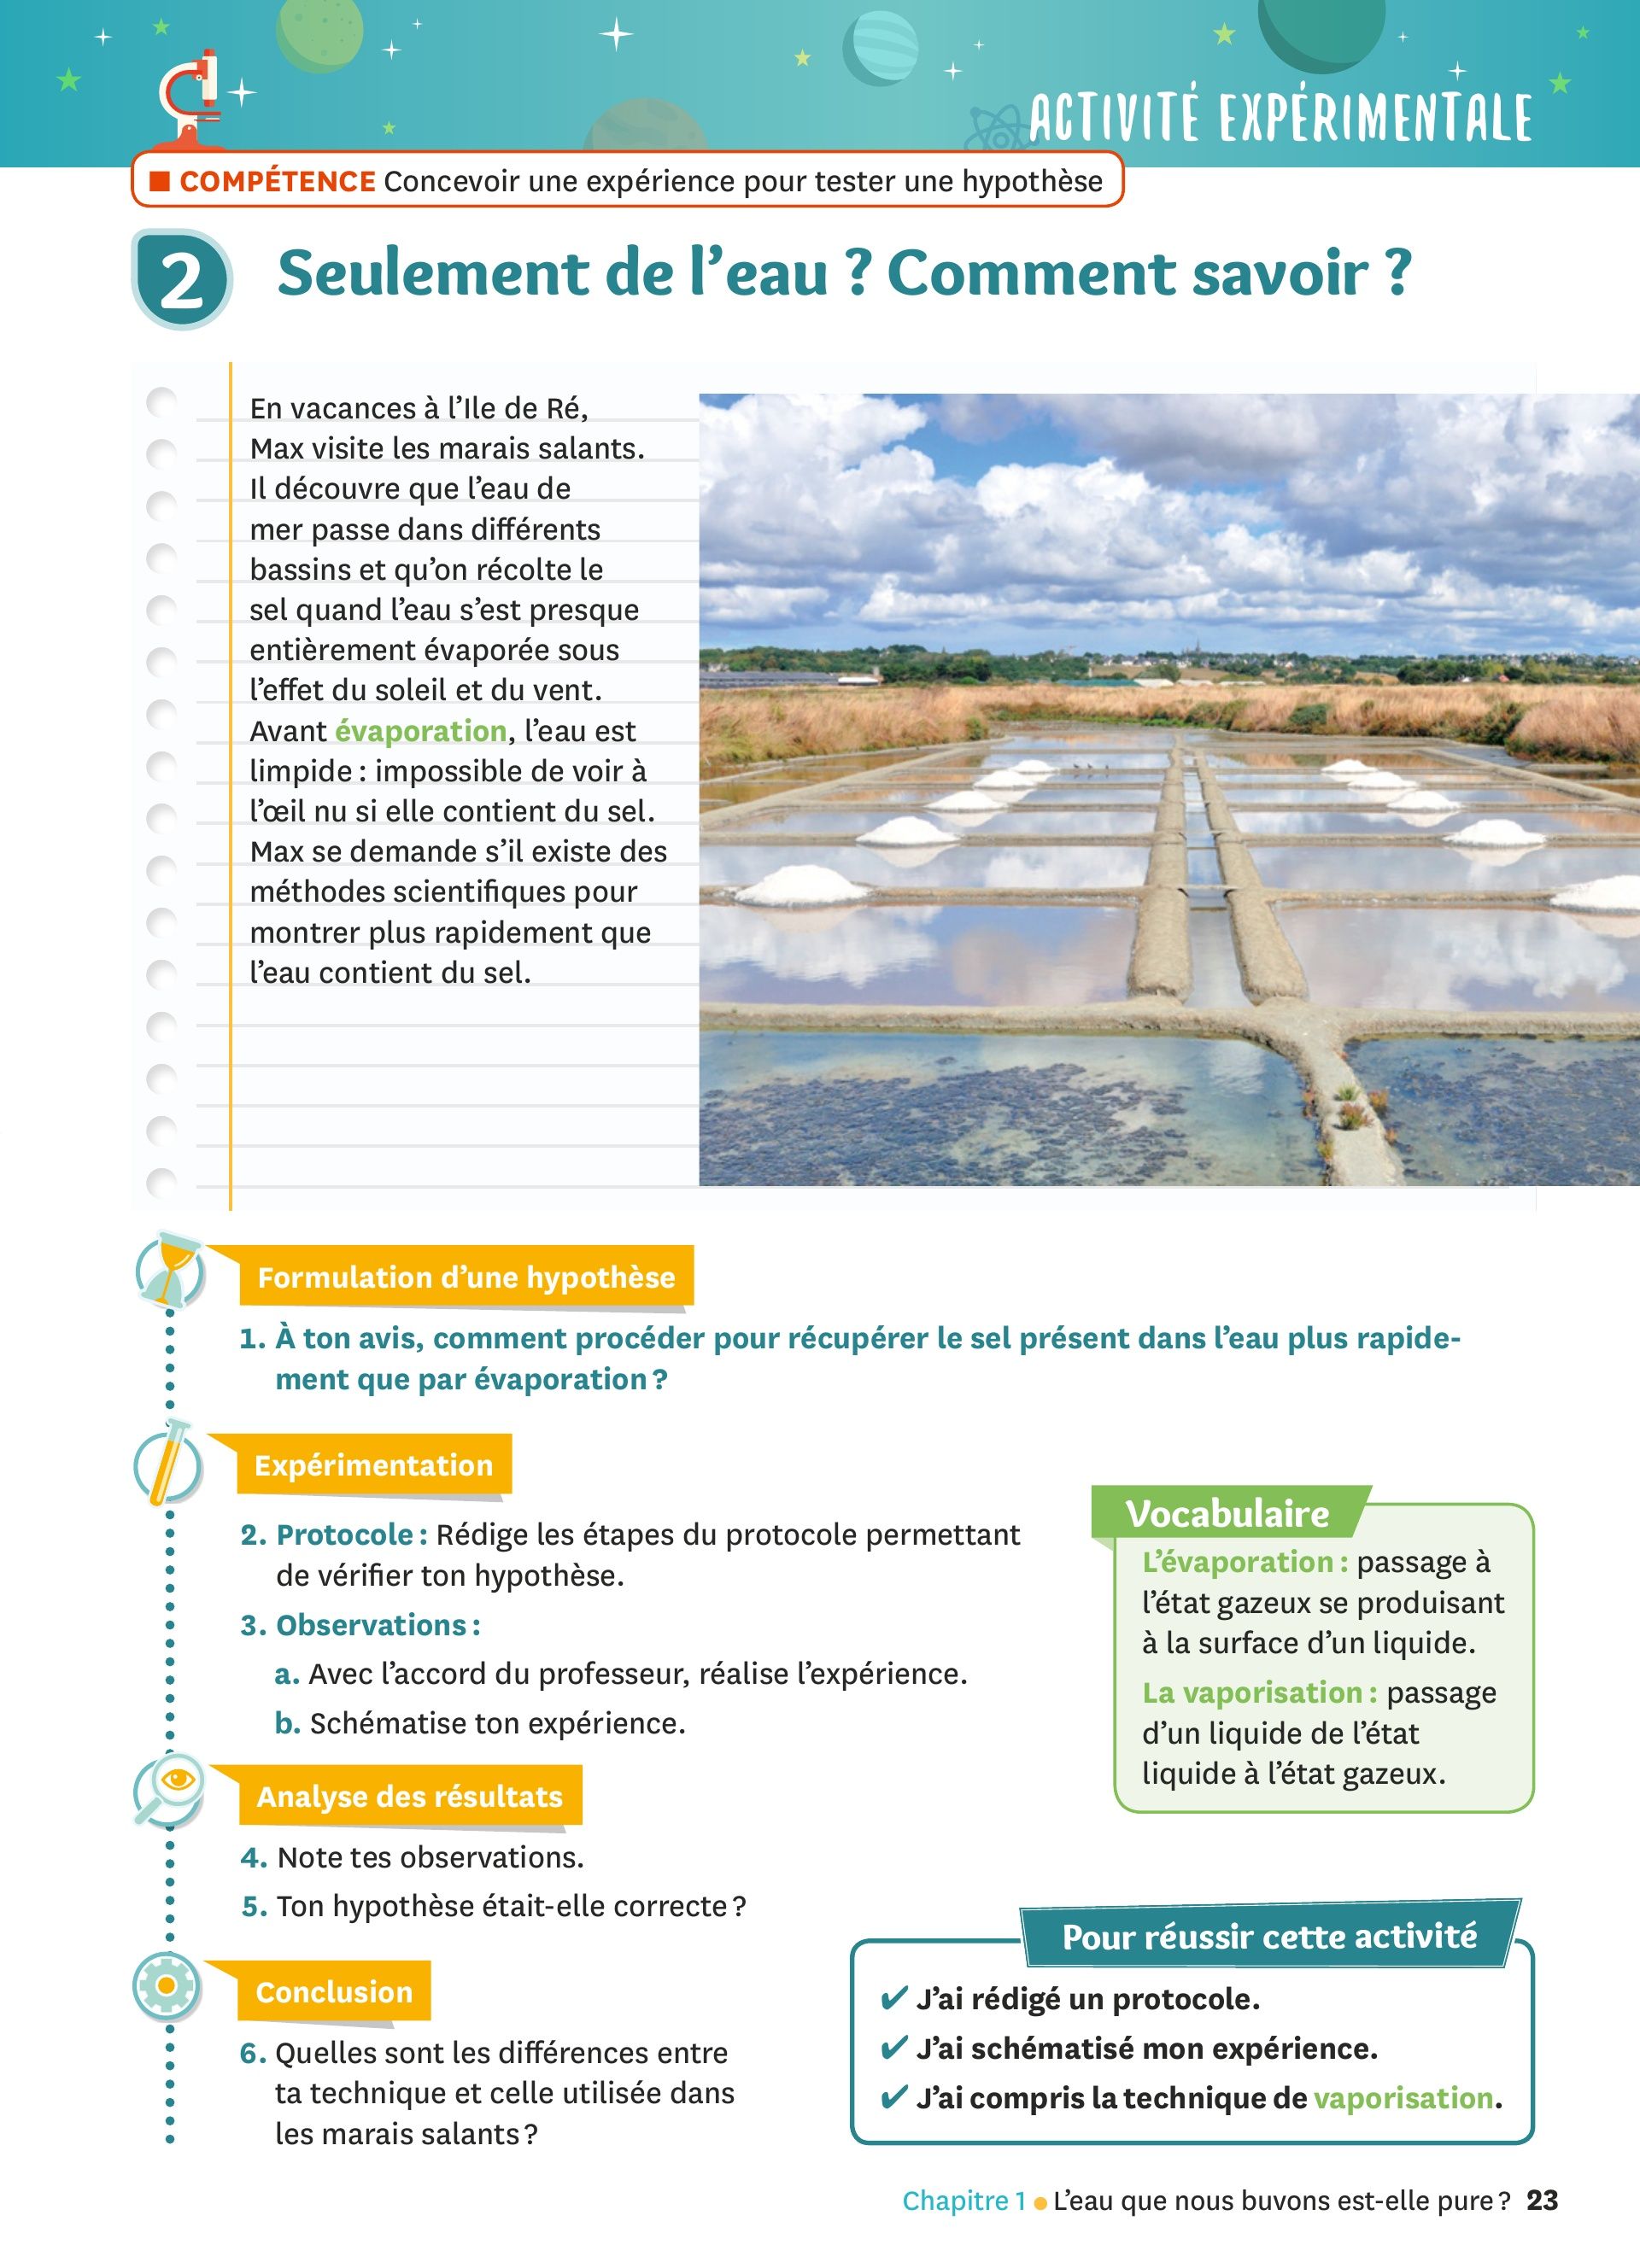 ACTIVITÉ EXPÉRIMENTALE
COMPÉTENCE Concevoir une expérience pour tester une hypothèse
2 Seulement de l'eau ? Comment savoir ?
En vacances à l'Ile de Ré,
Max visite les marais salants.
Il découvre que l'eau de
mer passe dans différents
bassins et qu'on récolte le
sel quand l'eau s'est presque
entièrement évaporée sous
l'effet du soleil et du vent.
Avant évaporation, l'eau est
limpide : impossible de voir à
l'œil nu si elle contient du sel.
Max se demande s'il existe des
méthodes scientifiques pour
montrer plus rapidement que
l'eau contient du sel.
Formulation d'une hypothèse
1. À ton avis, comment procéder pour récupérer le sel présent dans l'eau plus rapide-
ment que par évaporation ?
Expérimentation
2. Protocole : Rédige les étapes du protocole permettant
de vérifier ton hypothèse.
3. Observations :
a. Avec l'accord du professeur, réalise l'expérience.
b. Schématise ton expérience.
Vocabulaire
L'évaporation : passage à
l'état gazeux se produisant
à la surface d'un liquide.
La vaporisation : passage
d'un liquide de l'état
liquide à l'état gazeux.
Analyse des résultats
4. Note tes observations.
5. Ton hypothèse était-elle correcte ?
Conclusion
6. Quelles sont les différences entre
ta technique et celle utilisée dans
les marais salants ?
Pour réussir cette activité
✔ J'ai rédigé un protocole.
✔ J'ai schématisé mon expérience.
✔ J'ai compris la technique de vaporisation.
Chapitre 1 • L'eau que nous buvons est-elle pure ? 23